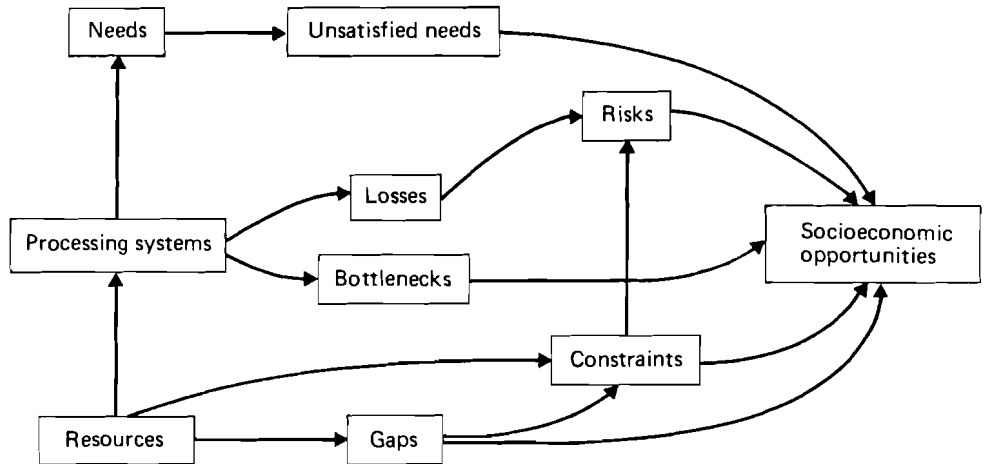 Needs
Unsatisfied needs
Risks
Losses
Processing systems
Socioeconomic
opportunities
Bottlenecks
Constraints
Resources
Gaps